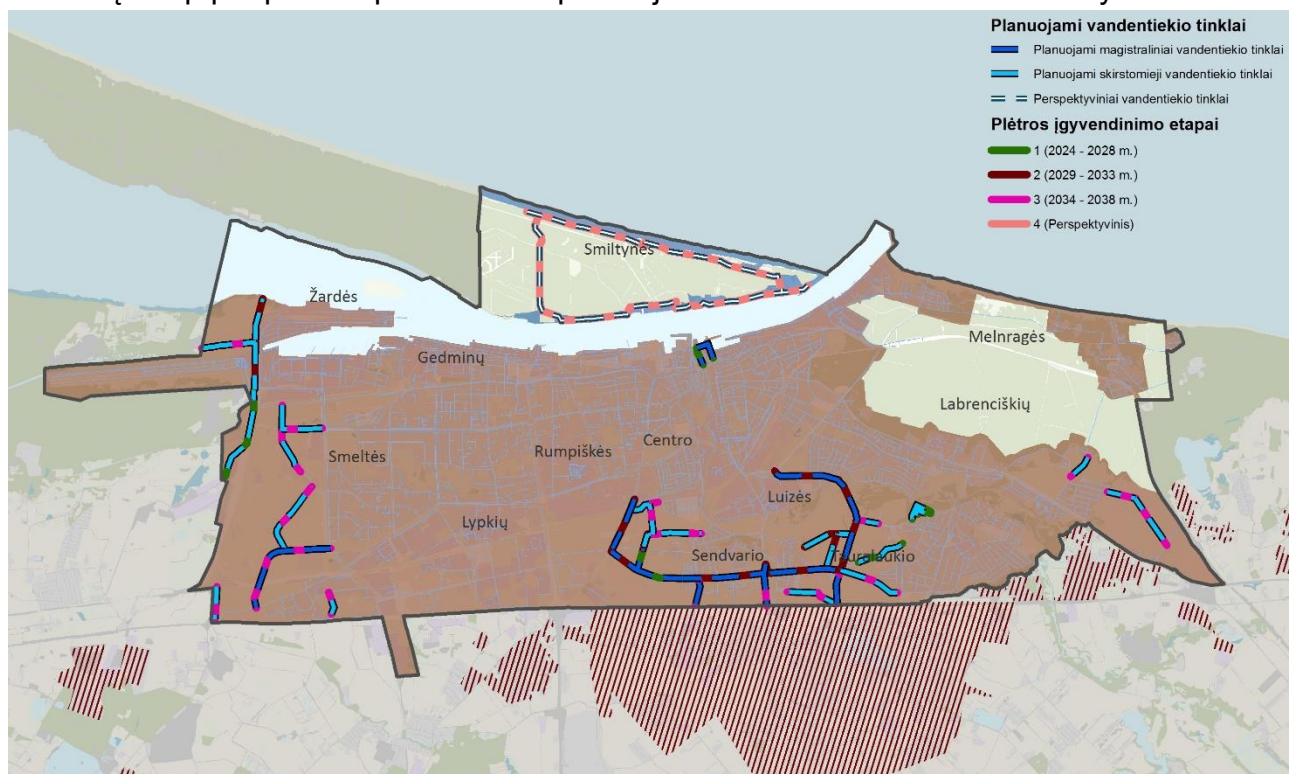 Planuojami vandentiekio tinklai
Planuojami magistraliniai vandentiekio tinklai
Planuojami skirstomieji vandentiekio tinklai
Perspektyviniai vandentiekio tinklai
Plėtros įgyvendinimo etapai
1 (2024 - 2028 m.)
2 (2029 - 2033 m.)
3 (2034 - 2038 m.)
4 (Perspektyvinis)
Smiltynės
Žardės
Melnragės
Gedminų
Labrenciškių
Centro
Rumpiškės
Smeltės
Luizės
Lypkių
Sendvario
Tauralaukio